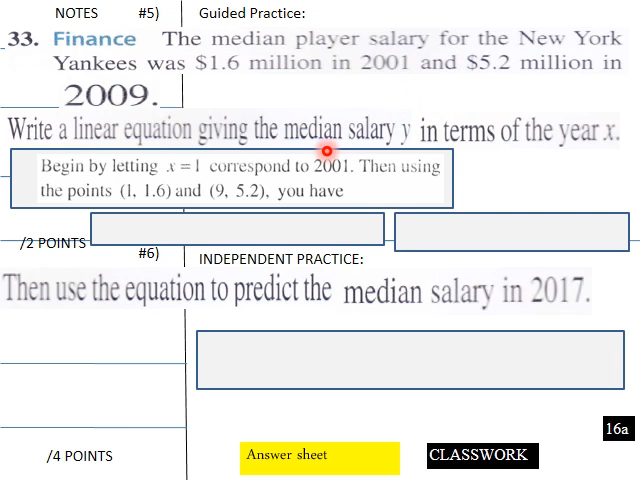 NOTES #5) Guided Practice:
33. Finance The median player salary for the New York
Yankees was $1.6 million in 2001 and $5.2 million in
2009.
Write a linear equation giving the median salary y in terms of the year x.
Begin by letting x = 1 correspond to 2001. Then using
the points (1, 1.6) and (9, 5.2), you have
/2 POINTS
#6) INDEPENDENT PRACTICE:
Then use the equation to predict the median salary in 2017.
16a
/4 POINTS Answer sheet CLASSWORK